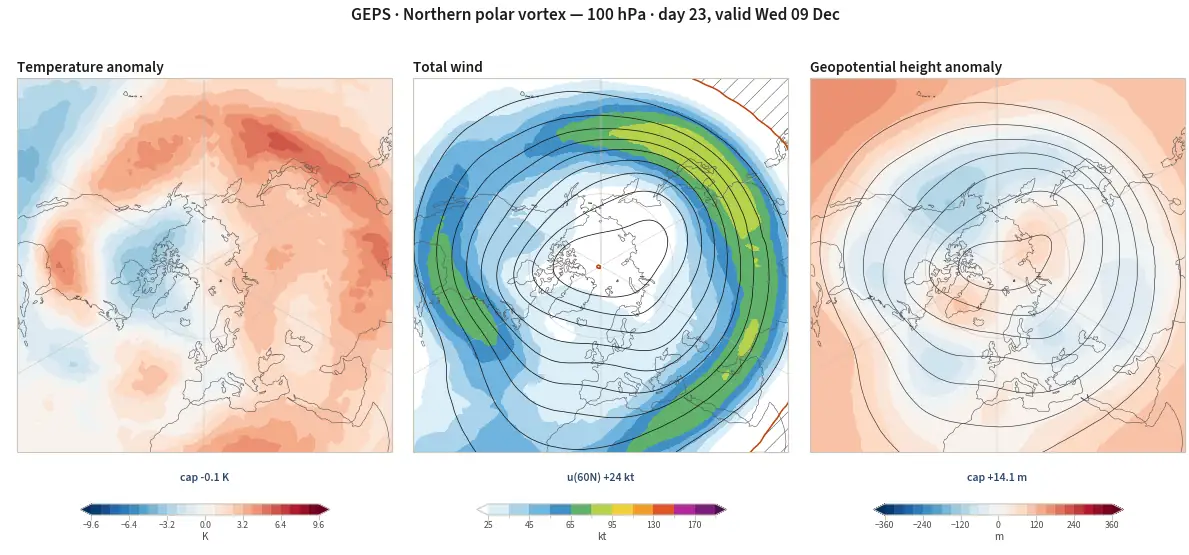 GEPS · Northern polar vortex — 100 hPa · day 23, valid Wed 09 Dec
Temperature anomaly
Total wind
Geopotential height anomaly
cap -0.1 K
u(60N) +24 kt
cap +14.1 m
−9.6 −6.4 −3.2 0.0 3.2 6.4 9.6
K
25 45 65 95 130 170
kt
−360 −240 −120 0 120 240 360
m